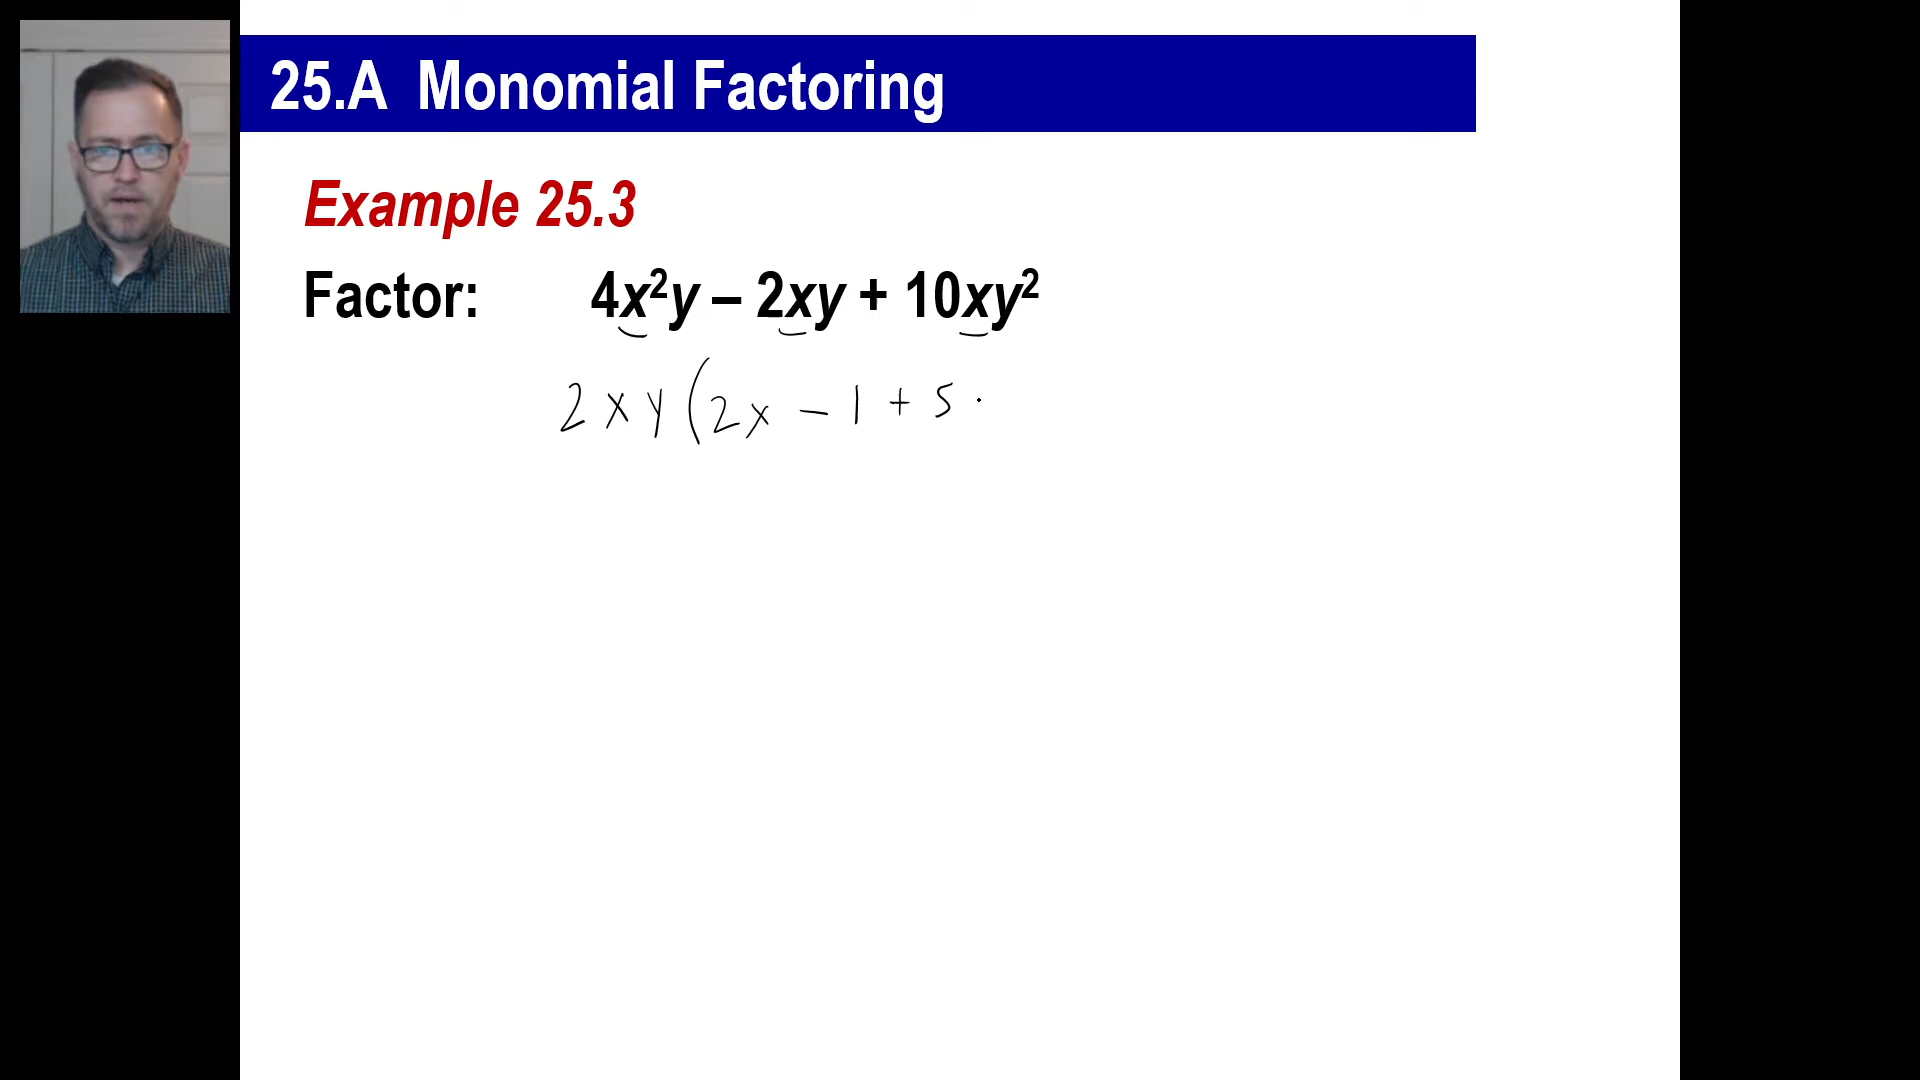 25.A Monomial Factoring
Example 25.3
Factor: 4x²y – 2xy + 10xy²
2xy(2x – 1 + 5